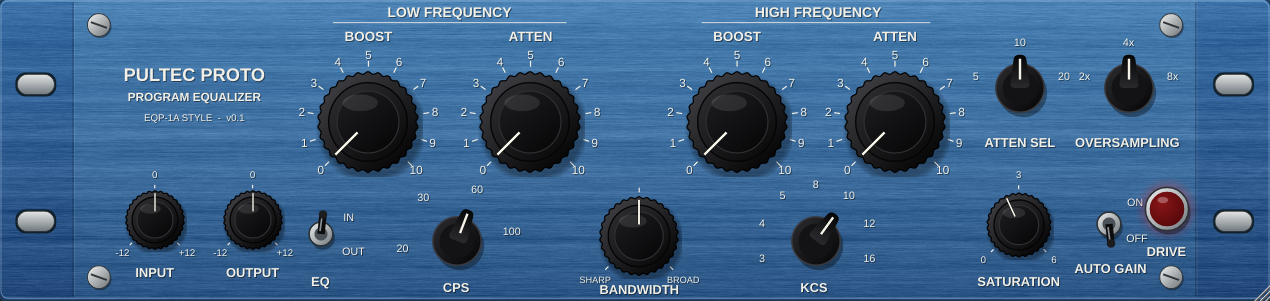 LOW FREQUENCY
HIGH FREQUENCY
BOOST
ATTEN
BOOST
ATTEN
PULTEC PROTO
PROGRAM EQUALIZER
EQP-1A STYLE - v0.1
0 1 2 3 4 5 6 7 8 9 10
0 1 2 3 4 5 6 7 8 9 10
0 1 2 3 4 5 6 7 8 9 10
0 1 2 3 4 5 6 7 8 9 10
5 10 20
ATTEN SEL
2x 4x 8x
OVERSAMPLING
0
-12 +12
INPUT
0
-12 +12
OUTPUT
IN
OUT
EQ
20 30 60 100
CPS
SHARP BROAD
BANDWIDTH
3 4 5 8 10 12 16
KCS
3
0 6
SATURATION
ON
OFF
AUTO GAIN
DRIVE